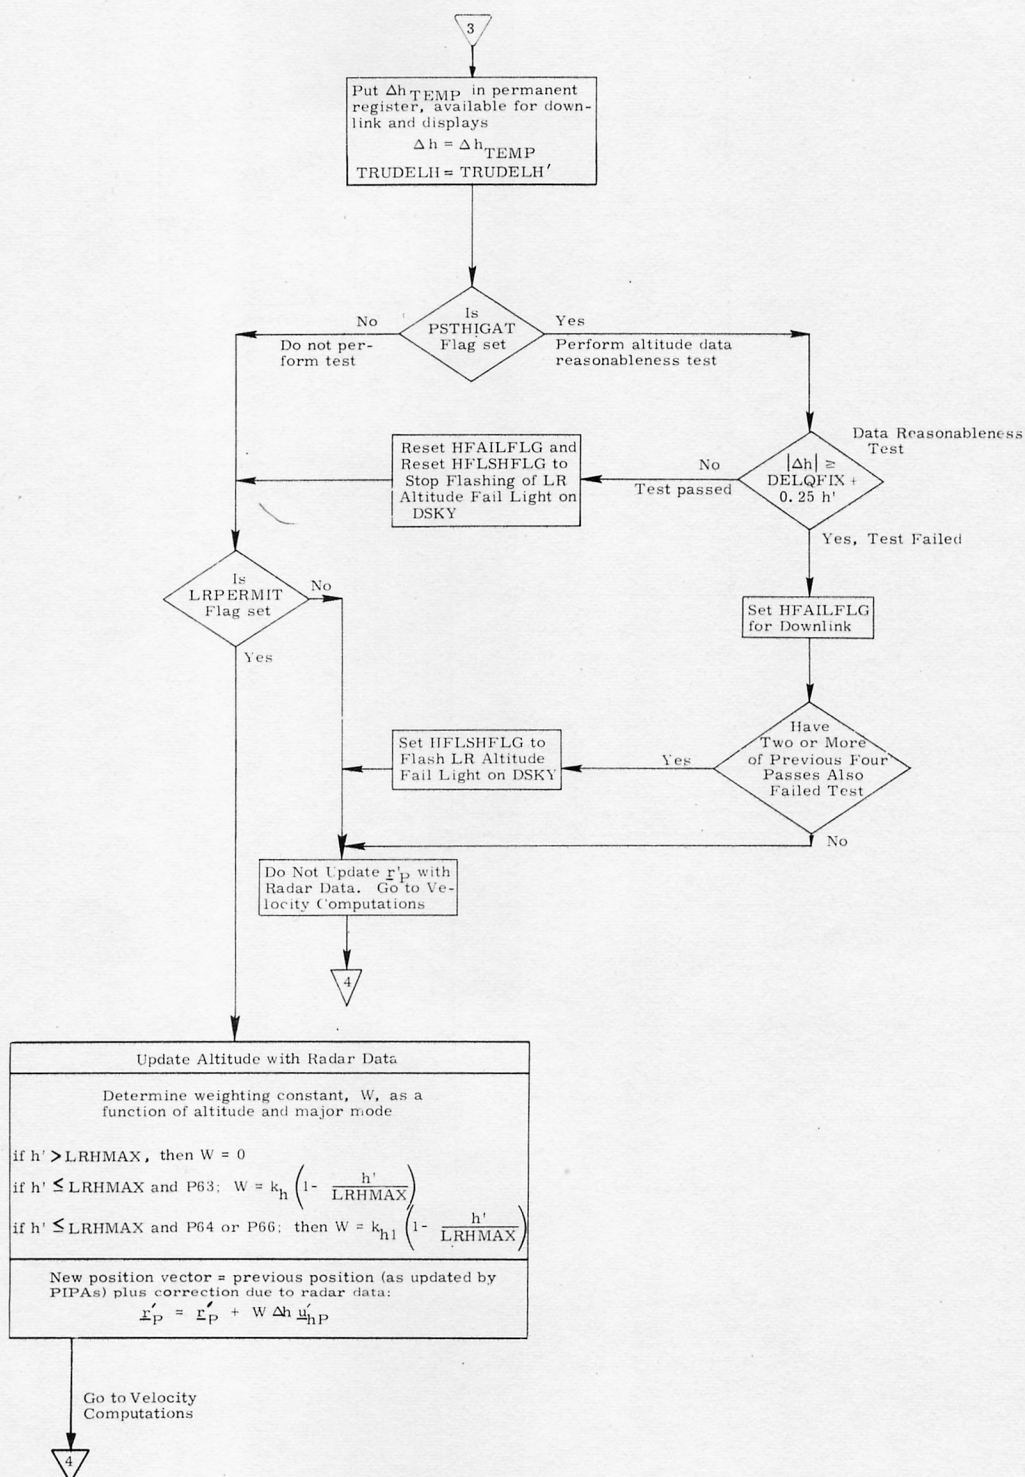 3
Put Δh TEMP in permanent
register, available for down-
link and displays
Δh = Δh TEMP
TRUDELH = TRUDELH'
Is
PSTHIGAT
Flag set
No
Do not per-
form test
Yes
Perform altitude data
reasonableness test
Data Reasonableness
Test
|Δh| ≥
DELQFIX +
0.25 h'
No
Test passed
Reset HFAILFLG and
Reset HFLSHFLG to
Stop Flashing of LR
Altitude Fail Light on
DSKY
Yes, Test Failed
Is
LRPERMIT
Flag set
No
Yes
Set HFAILFLG
for Downlink
Have
Two or More
of Previous Four
Passes Also
Failed Test
Yes
Set HFLSHFLG to
Flash LR Altitude
Fail Light on DSKY
No
Do Not Update r'p with
Radar Data. Go to Ve-
locity Computations
4
Update Altitude with Radar Data
Determine weighting constant, W, as a
function of altitude and major mode
if h' > LRHMAX, then W = 0
if h' ≤ LRHMAX and P63; W = kh (1- h'/LRHMAX)
if h' ≤ LRHMAX and P64 or P66; then W = kh1 (1- h'/LRHMAX)
New position vector = previous position (as updated by
PIPAs) plus correction due to radar data:
r'p = r'p + W Δh u'hP
Go to Velocity
Computations
4